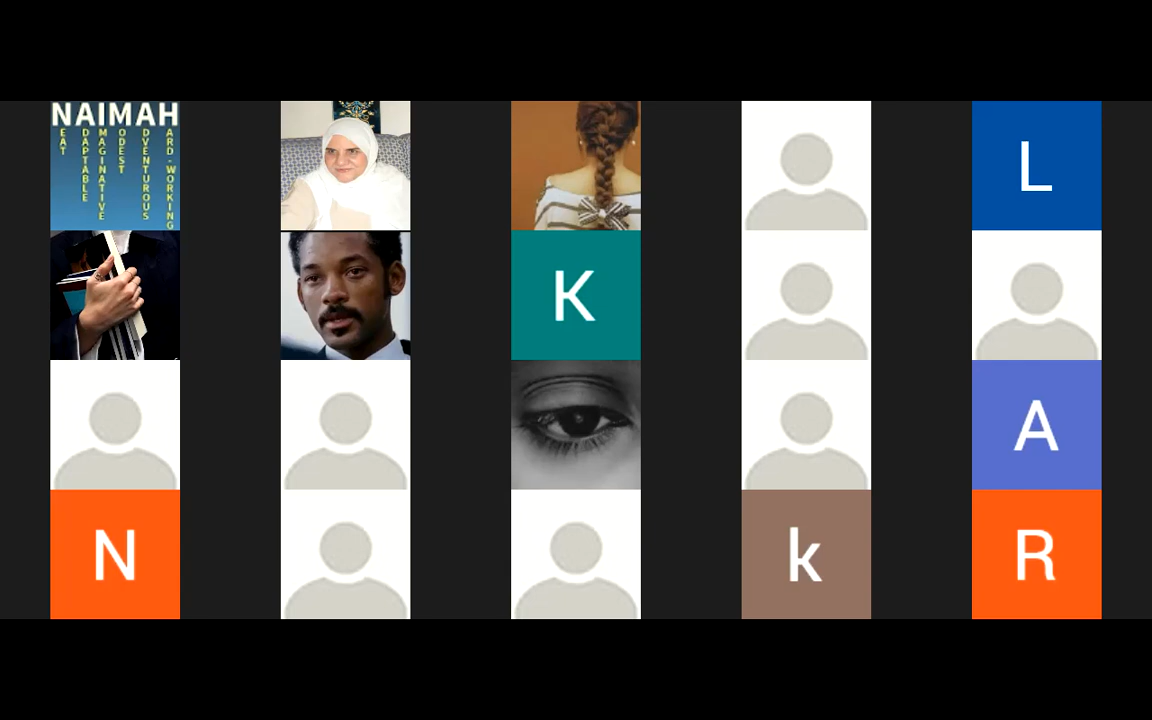 NAIMAH
EAT
DAPTABLE
MAGINATIVE
ODEST
DVENTUROUS
ARD-WORKING
L
K
A
N
k
R